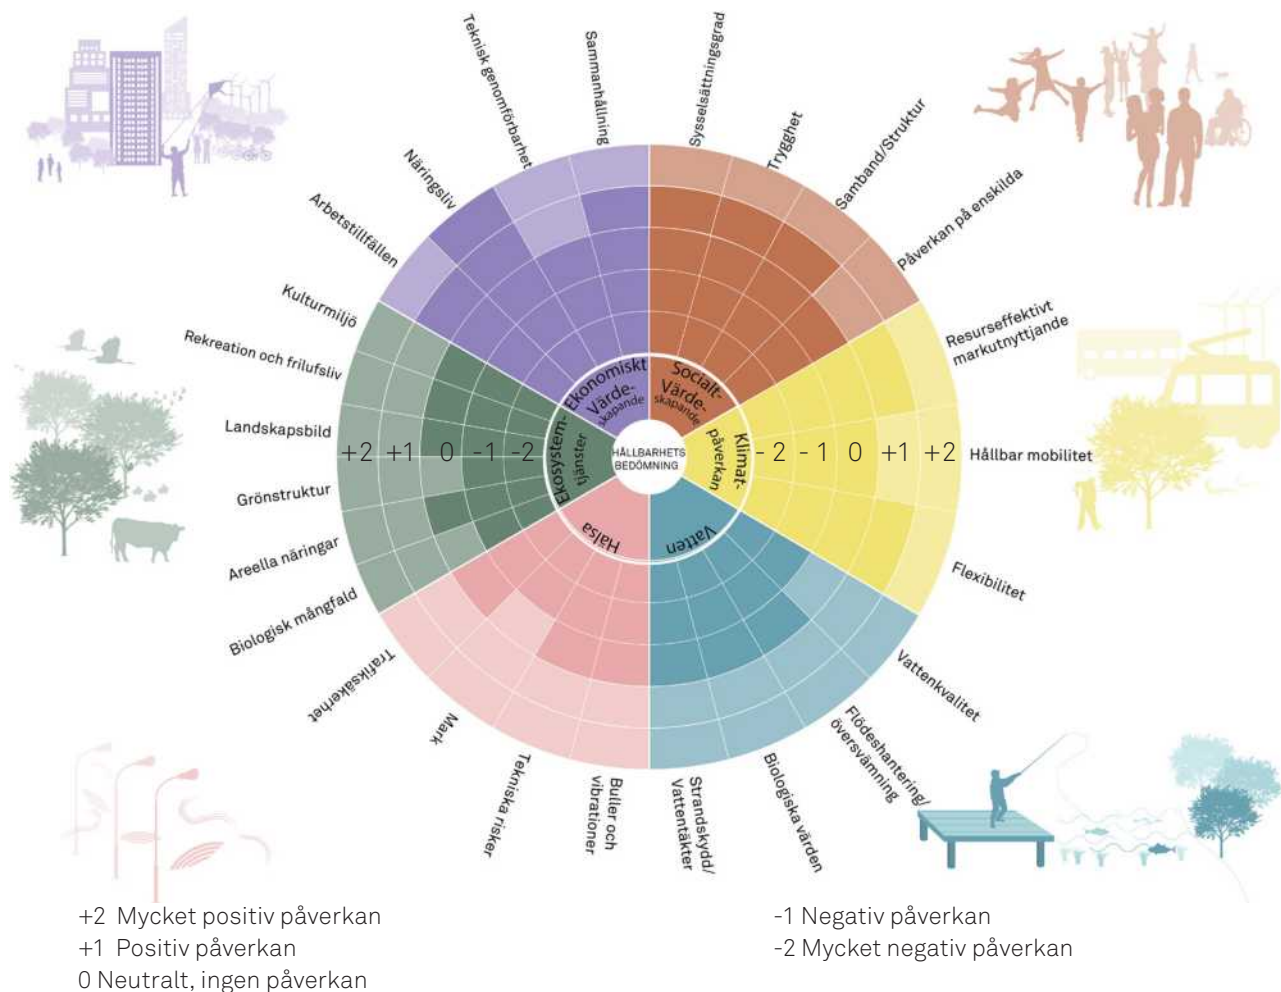 Teknisk genomförbarhet
Sammanhållning
Sysselsättningsgrad
Trygghet
Samband/Struktur
Påverkan på enskilda
Näringsliv
Arbetstillfällen
Kulturmiljö
Rekreation och frilufsliv
Landskapsbild
Grönstruktur
Areella näringar
Biologisk mångfald
Resurseffektivt
markutnyttjande
Hållbar mobilitet
Flexibilitet
Ekonomiskt
Värde-
skapande
Socialt-
Värde-
skapande
Ekosystem-
tjänster
HÅLLBARHETS
BEDÖMNING
Klimat-
påverkan
Hälsa
Vatten
+2 +1 0 -1 -2
- 2 - 1 0 +1 +2
Trafiksäkerhet
Mark
Tekniska risker
Buller och
vibrationer
Strandskydd/
Vattentäkter
Biologiska värden
Flödeshantering/
översvämning
Vattenkvalitet
+2 Mycket positiv påverkan
+1 Positiv påverkan
0 Neutralt, ingen påverkan
-1 Negativ påverkan
-2 Mycket negativ påverkan